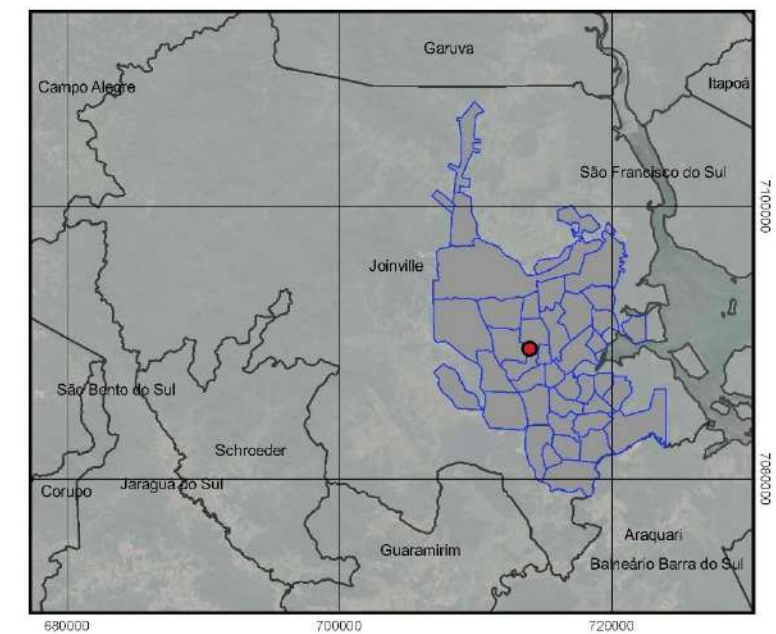 Garuva
Campo Alegre
Itapoá
São Francisco do Sul
7100000
Joinville
São Bento do Sul
Schroeder
Corupo
Jaraguá do Sul
7080000
Guaramirim
Araquari
Balneário Barra do Sul
680000
700000
720000